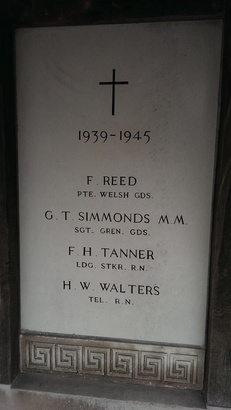 1939-1945
F. REED
PTE. WELSH GDS.
G. T. SIMMONDS M.M.
SGT. GREN. GDS.
F. H. TANNER
LDG. STKR. R.N.
H. W. WALTERS
TEL. R.N.